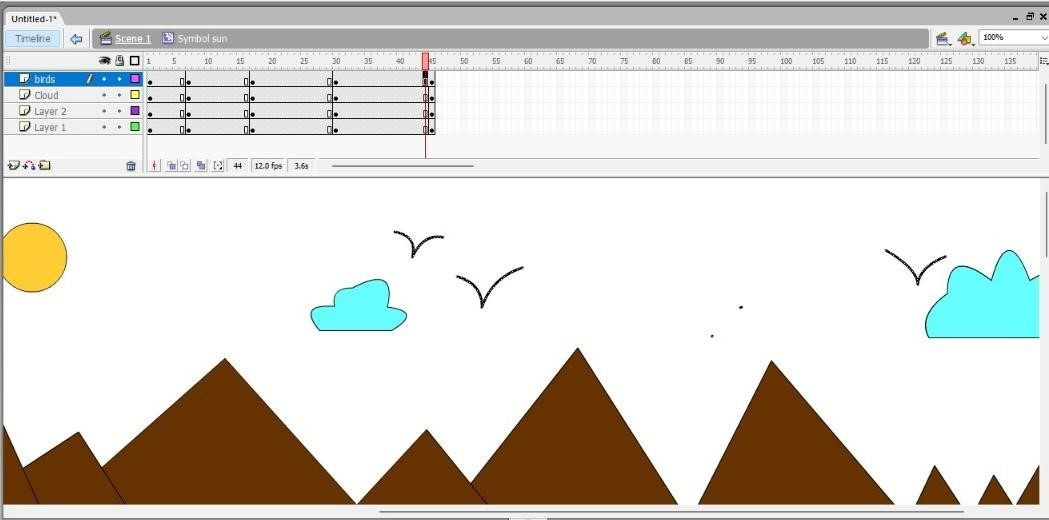 Untitled-1*
Timeline Scene 1 Symbol sun 100%
1 5 10 15 20 25 30 35 40 45 50 55 60 65 70 75 80 85 90 95 100 105 110 115 120 125 130 135
birds
Cloud
Layer 2
Layer 1
44 12.0 fps 3.6s